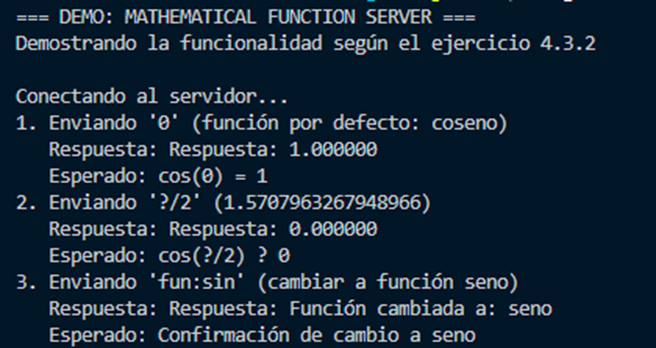 === DEMO: MATHEMATICAL FUNCTION SERVER ===
Demostrando la funcionalidad según el ejercicio 4.3.2

Conectando al servidor...
1. Enviando '0' (función por defecto: coseno)
   Respuesta: Respuesta: 1.000000
   Esperado: cos(0) = 1
2. Enviando '?/2' (1.5707963267948966)
   Respuesta: Respuesta: 0.000000
   Esperado: cos(?/2) ? 0
3. Enviando 'fun:sin' (cambiar a función seno)
   Respuesta: Respuesta: Función cambiada a: seno
   Esperado: Confirmación de cambio a seno